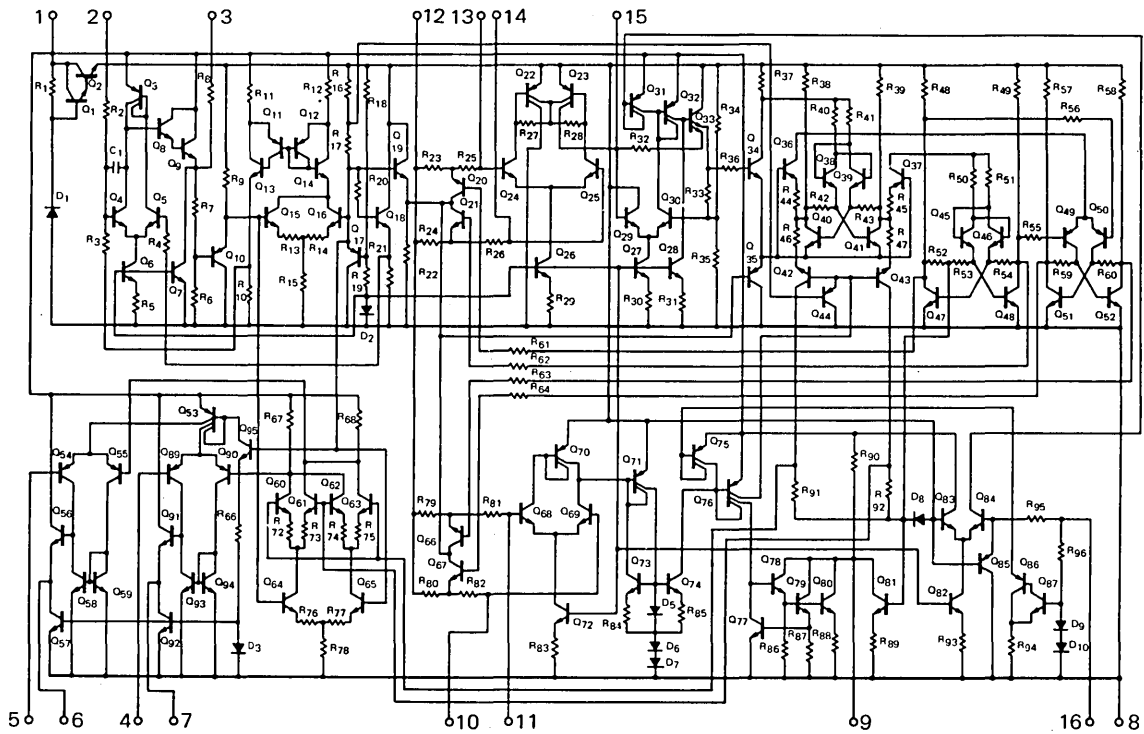 1 2 3 12 13 14 15
Q22 Q23 Q31 Q32 Q33 R37 R38 R39 R48 R49 R57 R58
R1 Q2 Q3 R8 R12 R16 R18 R34 R40 R41 R56
Q1 R2 R11 Q11 Q12 R17 Q19 R27 R28 R32 Q34 Q36 Q38 Q39 Q37
Q8 Q9 R23 R25 R36 R50 R51
C1 R9 Q13 Q14 R20 Q20 Q24 Q25 R33 R44 R42 R43 R45
D1 Q4 Q5 R7 Q15 Q16 Q18 Q21 Q29 Q30 Q40 Q41 Q45 Q46 Q49 Q50
R3 R4 R13 R14 Q17 R21 R24 R26 R35 R46 R47 R55
Q6 Q7 Q10 R15 R19 R22 Q26 Q27 Q28 Q35 Q42 Q43 R52 R53 R54 R59 R60
R5 R6 R10 R29 R30 R31 Q44 Q47 Q48 Q51 Q52
D2
R61
R62
R63
R64
Q53 R67 R68 Q75
Q95 Q70 Q71 R90
Q54 Q55 Q89 Q90 Q76 R91 R92 D8 Q83 Q84
Q60 Q61 Q62 Q63 R79 R81 Q68 Q69 R95
Q56 Q91 R66 R72 R73 R74 R75 Q66 R96
Q67 Q73 Q74 Q78 Q79 Q80 Q81 Q85 Q86 Q87
Q58 Q59 Q93 Q94 Q64 Q65 R80 R82 D5 Q82
R76 R77 R84 R85 Q77 D9
Q57 Q92 D3 R78 R83 Q72 D6 D7 R86 R87 R88 R89 R93 R94 D10
5 6 4 7 10 11 9 16 8